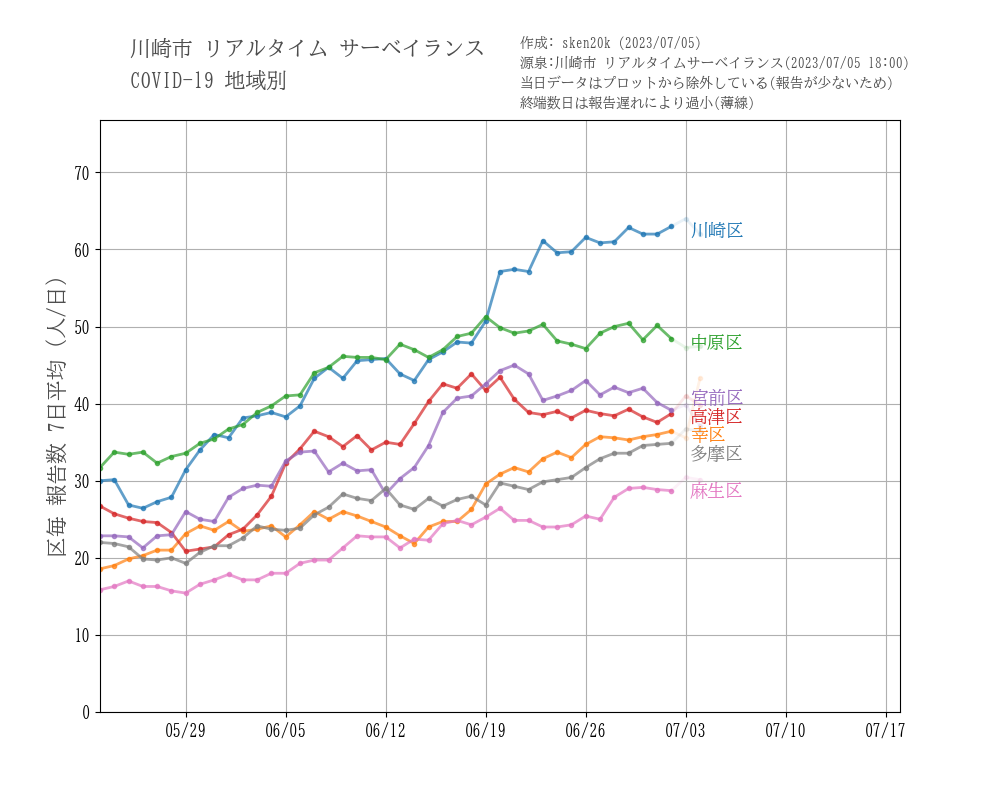 川崎市 リアルタイム サーベイランス
COVID-19 地域別
作成: sken20k (2023/07/05)
源泉:川崎市 リアルタイムサーベイランス(2023/07/05 18:00)
当日データはプロットから除外している(報告が少ないため)
終端数日は報告遅れにより過小(薄線)
区毎 報告数 7日平均 (人/日)
70
60
50
40
30
20
10
0
川崎区
中原区
宮前区
高津区
幸区
多摩区
麻生区
05/29
06/05
06/12
06/19
06/26
07/03
07/10
07/17